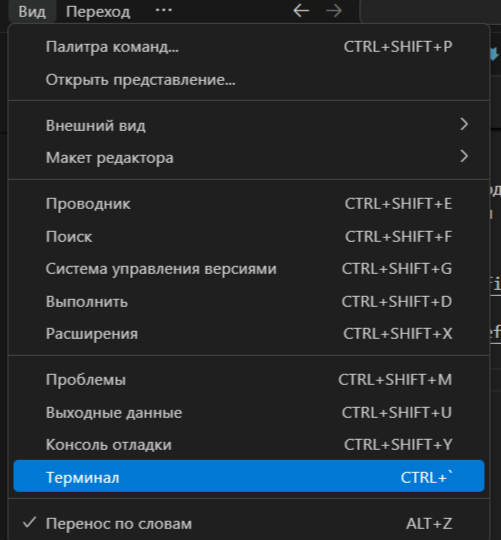 Вид Переход ... ← →
Палитра команд... CTRL+SHIFT+P
Открыть представление...
Внешний вид >
Макет редактора >
Проводник CTRL+SHIFT+E
Поиск CTRL+SHIFT+F
Система управления версиями CTRL+SHIFT+G
Выполнить CTRL+SHIFT+D
Расширения CTRL+SHIFT+X
Проблемы CTRL+SHIFT+M
Выходные данные CTRL+SHIFT+U
Консоль отладки CTRL+SHIFT+Y
Терминал CTRL+`
✓ Перенос по словам ALT+Z